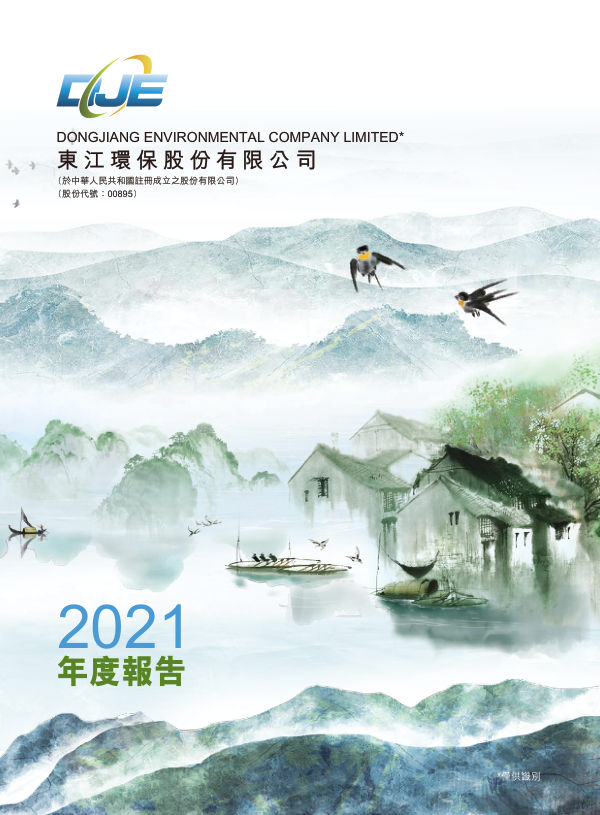 DJE
DONGJIANG ENVIRONMENTAL COMPANY LIMITED*
東江環保股份有限公司
（於中華人民共和國註冊成立之股份有限公司）
（股份代號：00895）
2021
年度報告
*僅供識別